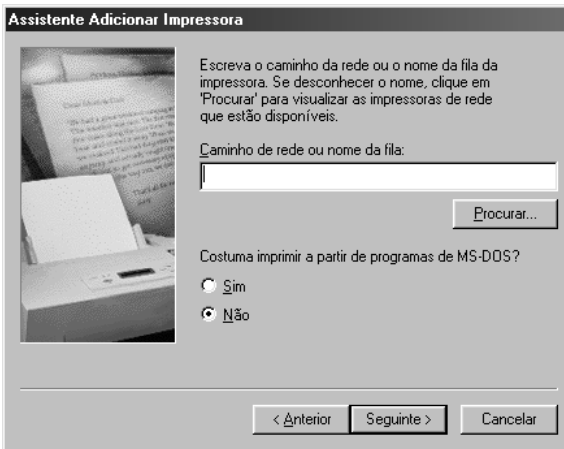 Assistente Adicionar Impressora
Escreva o caminho da rede ou o nome da fila da
impressora. Se desconhecer o nome, clique em
'Procurar' para visualizar as impressoras de rede
que estão disponíveis.
Caminho de rede ou nome da fila:
Procurar...
Costuma imprimir a partir de programas de MS-DOS?
Sim
Não
< Anterior
Seguinte >
Cancelar